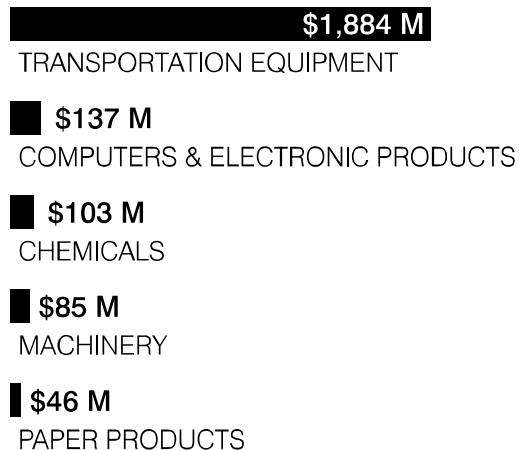 $1,884 M
TRANSPORTATION EQUIPMENT
$137 M
COMPUTERS & ELECTRONIC PRODUCTS
$103 M
CHEMICALS
$85 M
MACHINERY
$46 M
PAPER PRODUCTS